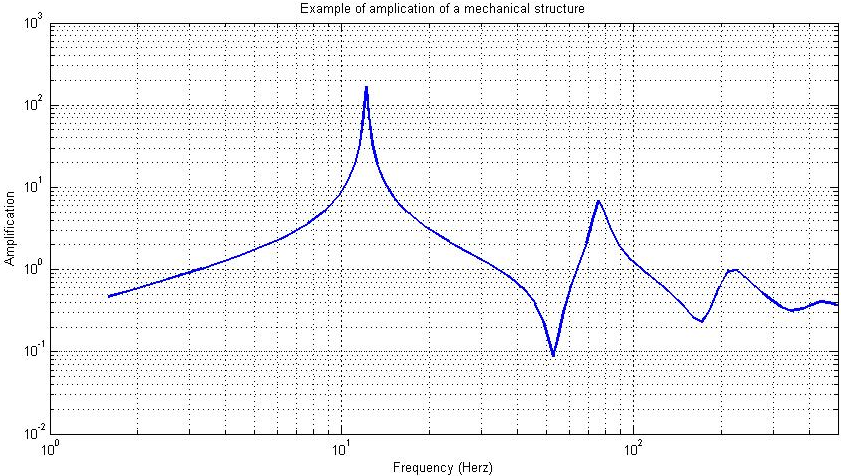 Example of amplication of a mechanical structure
Amplification
10^3
10^2
10^1
10^0
10^-1
10^-2
10^0 10^1 10^2
Frequency (Herz)